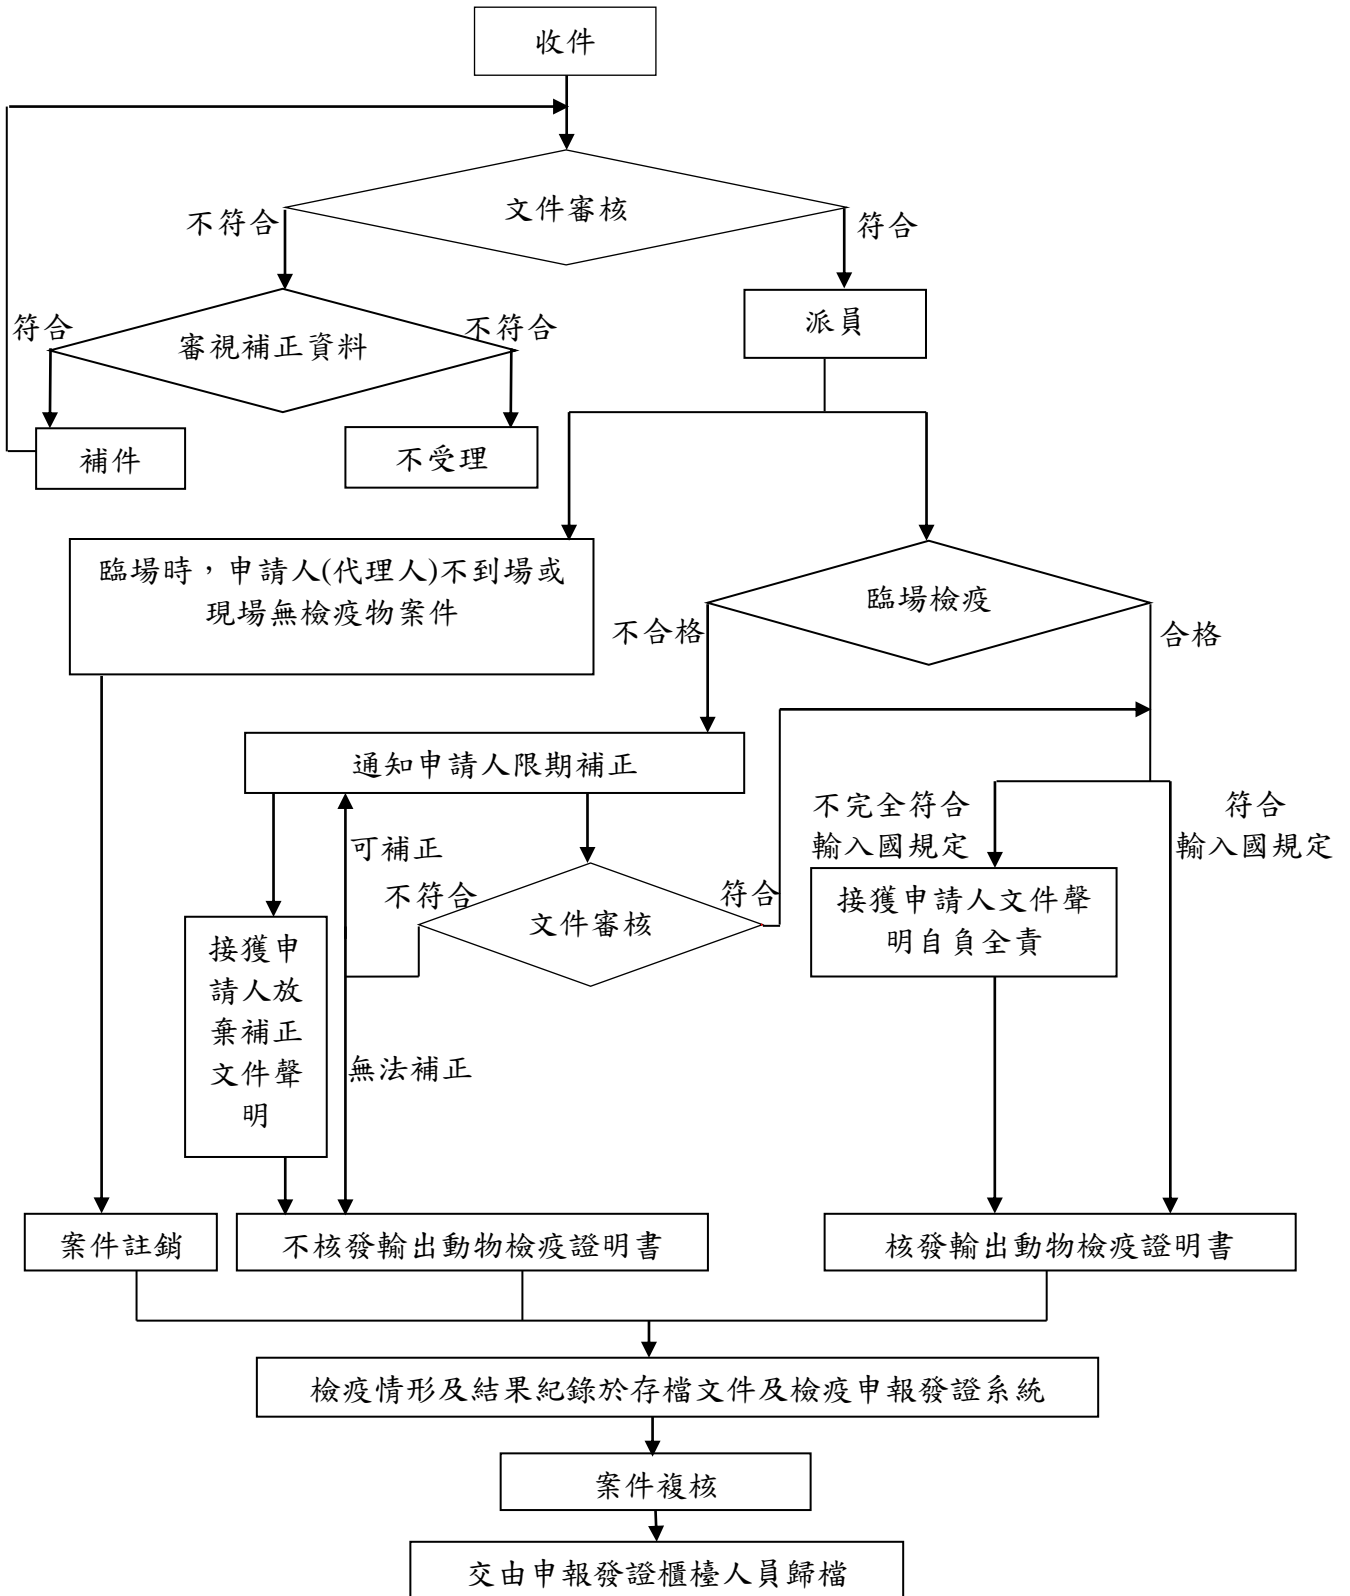 收件
文件審核
不符合
符合
派員
符合
審視補正資料
不符合
補件
不受理
臨場時，申請人(代理人)不到場或
現場無檢疫物案件
臨場檢疫
不合格
合格
通知申請人限期補正
不完全符合
輸入國規定
符合
輸入國規定
可補正
不符合
文件審核
符合
接獲申請人文件聲
明自負全責
接獲申
請人放
棄補正
文件聲
明
無法補正
案件註銷
不核發輸出動物檢疫證明書
核發輸出動物檢疫證明書
檢疫情形及結果紀錄於存檔文件及檢疫申報發證系統
案件複核
交由申報發證櫃檯人員歸檔